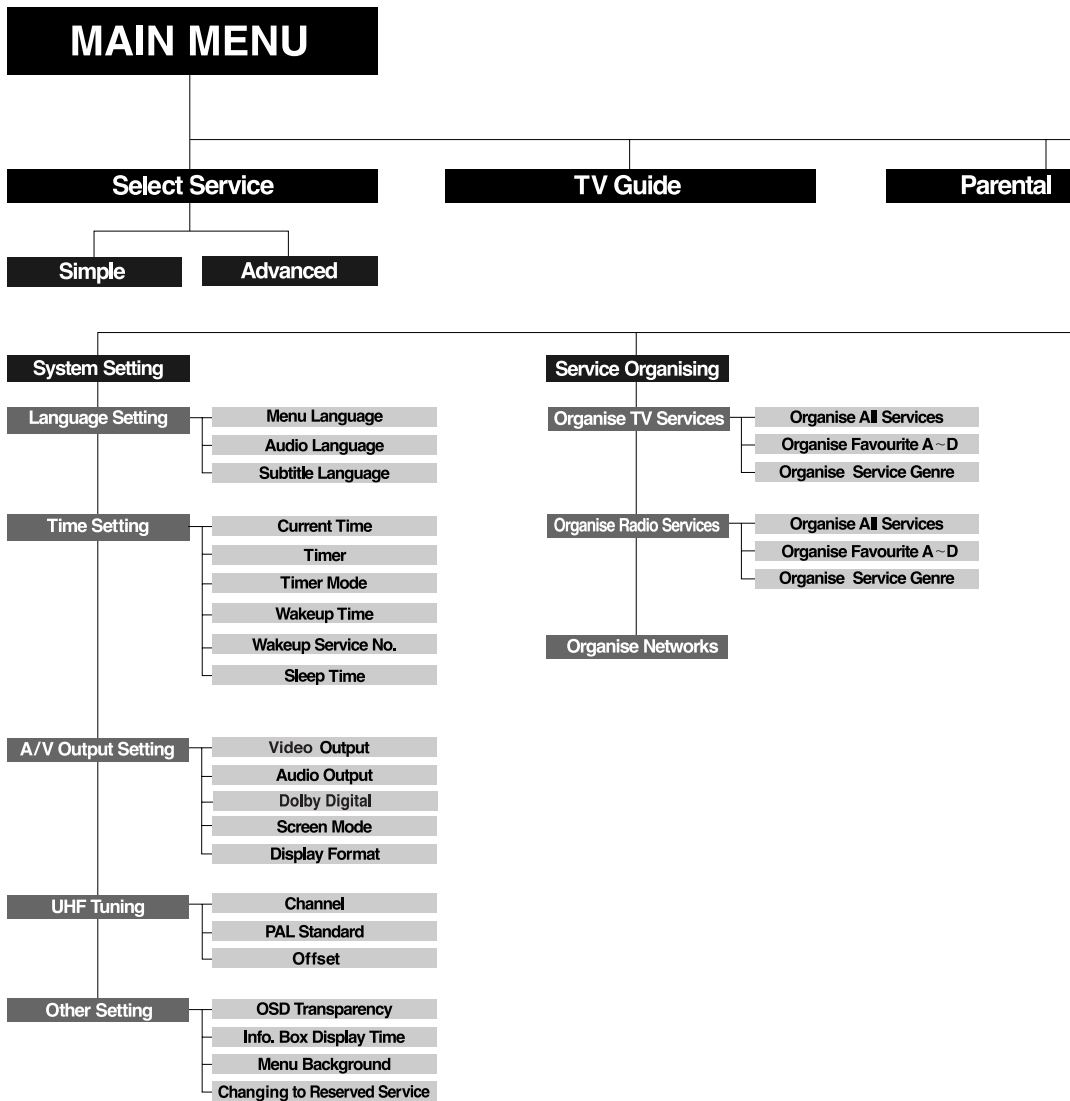 MAIN MENU
Select Service
TV Guide
Parental
Simple
Advanced
System Setting
Language Setting
Menu Language
Audio Language
Subtitle Language
Time Setting
Current Time
Timer
Timer Mode
Wakeup Time
Wakeup Service No.
Sleep Time
A/V Output Setting
Video Output
Audio Output
Dolby Digital
Screen Mode
Display Format
UHF Tuning
Channel
PAL Standard
Offset
Other Setting
OSD Transparency
Info. Box Display Time
Menu Background
Changing to Reserved Service
Service Organising
Organise TV Services
Organise All Services
Organise Favourite A~D
Organise Service Genre
Organise Radio Services
Organise All Services
Organise Favourite A~D
Organise Service Genre
Organise Networks